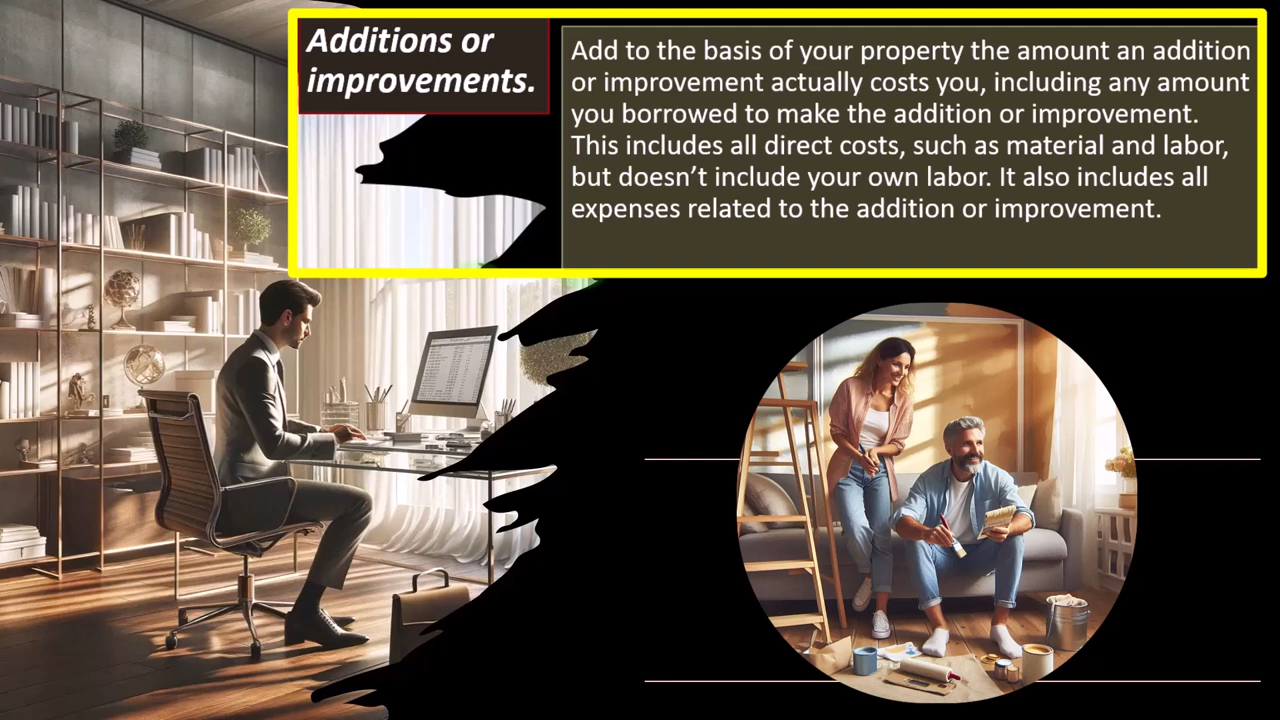 Additions or
improvements.
Add to the basis of your property the amount an addition
or improvement actually costs you, including any amount
you borrowed to make the addition or improvement.
This includes all direct costs, such as material and labor,
but doesn’t include your own labor. It also includes all
expenses related to the addition or improvement.